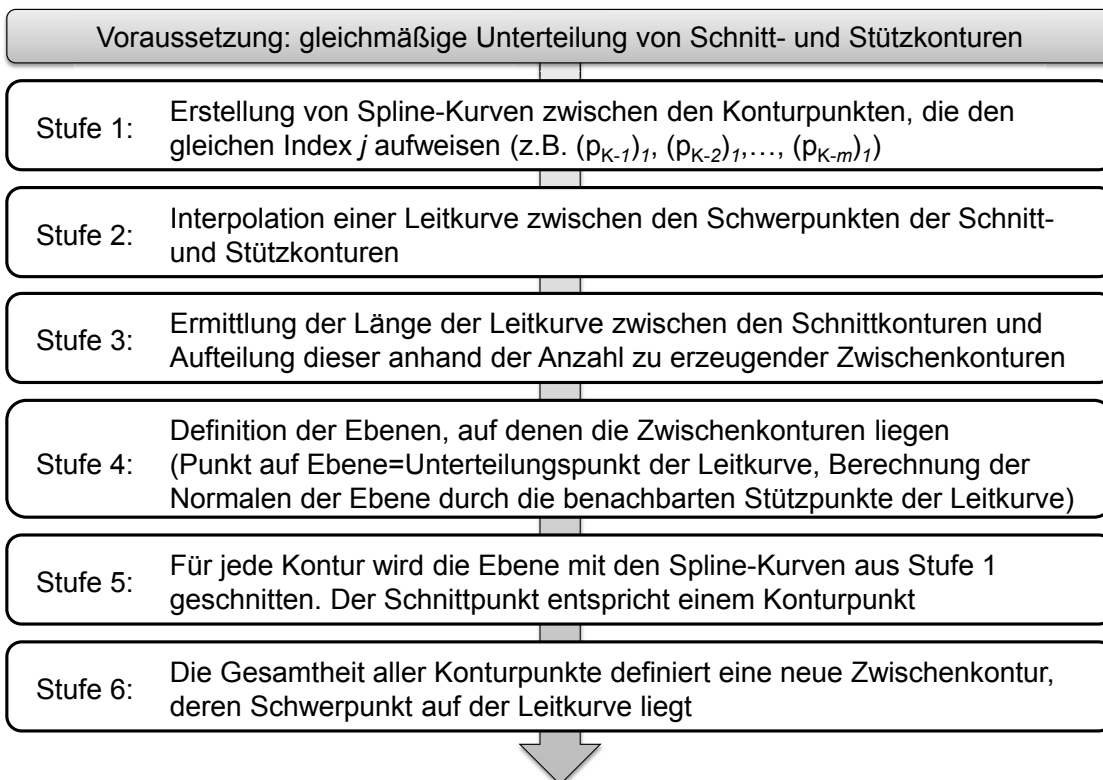 Voraussetzung: gleichmäßige Unterteilung von Schnitt- und Stützkonturen
Stufe 1: Erstellung von Spline-Kurven zwischen den Konturpunkten, die den
gleichen Index j aufweisen (z.B. (pK-1)1, (pK-2)1,…, (pK-m)1)
Stufe 2: Interpolation einer Leitkurve zwischen den Schwerpunkten der Schnitt-
und Stützkonturen
Stufe 3: Ermittlung der Länge der Leitkurve zwischen den Schnittkonturen und
Aufteilung dieser anhand der Anzahl zu erzeugender Zwischenkonturen
Stufe 4: Definition der Ebenen, auf denen die Zwischenkonturen liegen
(Punkt auf Ebene=Unterteilungspunkt der Leitkurve, Berechnung der
Normalen der Ebene durch die benachbarten Stützpunkte der Leitkurve)
Stufe 5: Für jede Kontur wird die Ebene mit den Spline-Kurven aus Stufe 1
geschnitten. Der Schnittpunkt entspricht einem Konturpunkt
Stufe 6: Die Gesamtheit aller Konturpunkte definiert eine neue Zwischenkontur,
deren Schwerpunkt auf der Leitkurve liegt